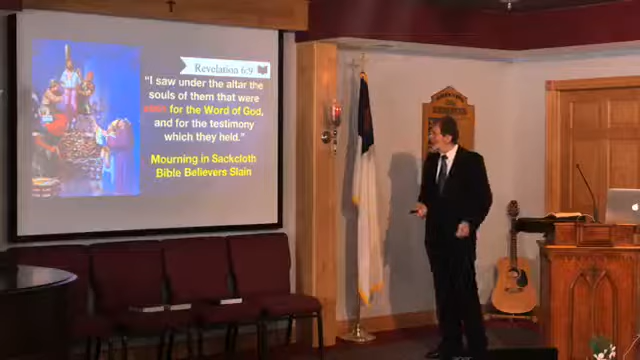 Revelation 6:9
"I saw under the altar the
souls of them that were
slain for the Word of God,
and for the testimony
which they held."
Mourning in Sackcloth
Bible Believers Slain